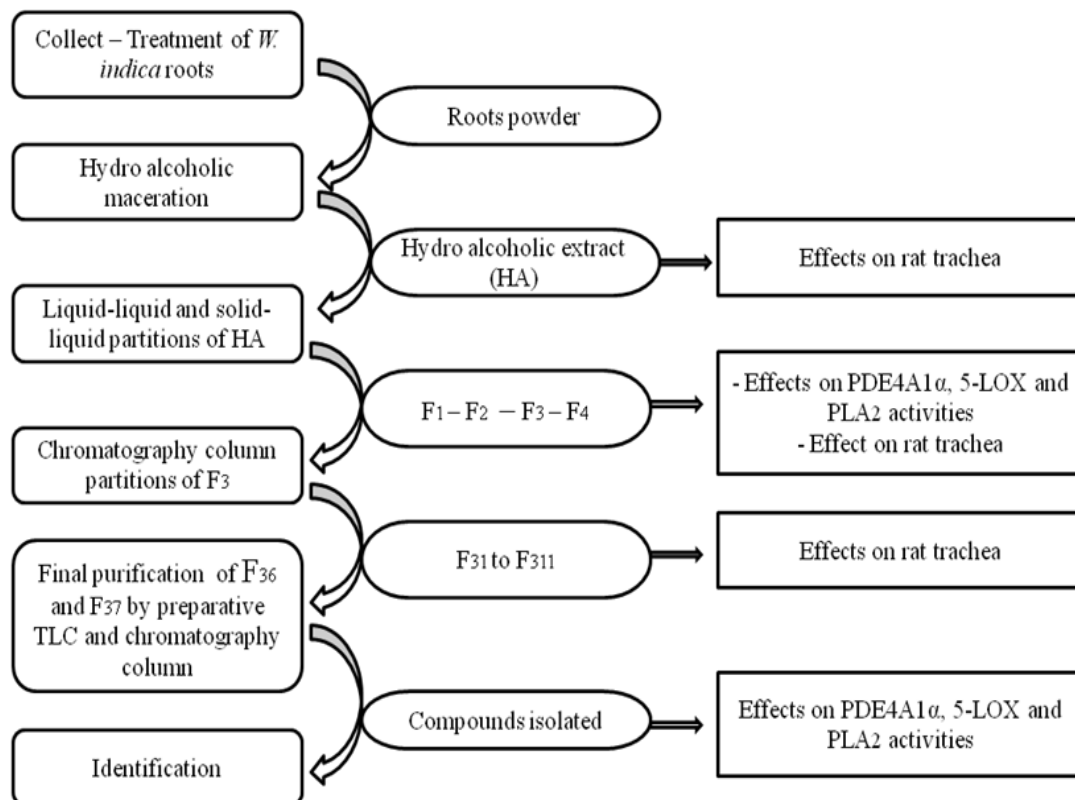 Collect – Treatment of W.
indica roots
Roots powder
Hydro alcoholic
maceration
Hydro alcoholic extract
(HA)
Effects on rat trachea
Liquid-liquid and solid-
liquid partitions of HA
F1 – F2 – F3 – F4
- Effects on PDE4A1α, 5-LOX and
PLA2 activities
- Effect on rat trachea
Chromatography column
partitions of F3
F31 to F311
Effects on rat trachea
Final purification of F36
and F37 by preparative
TLC and chromatography
column
Compounds isolated
Effects on PDE4A1α, 5-LOX and
PLA2 activities
Identification